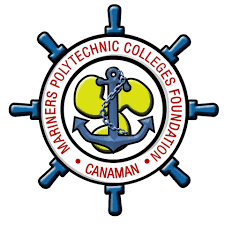 MARINERS POLYTECHNIC COLLEGES FOUNDATION
• CANAMAN •